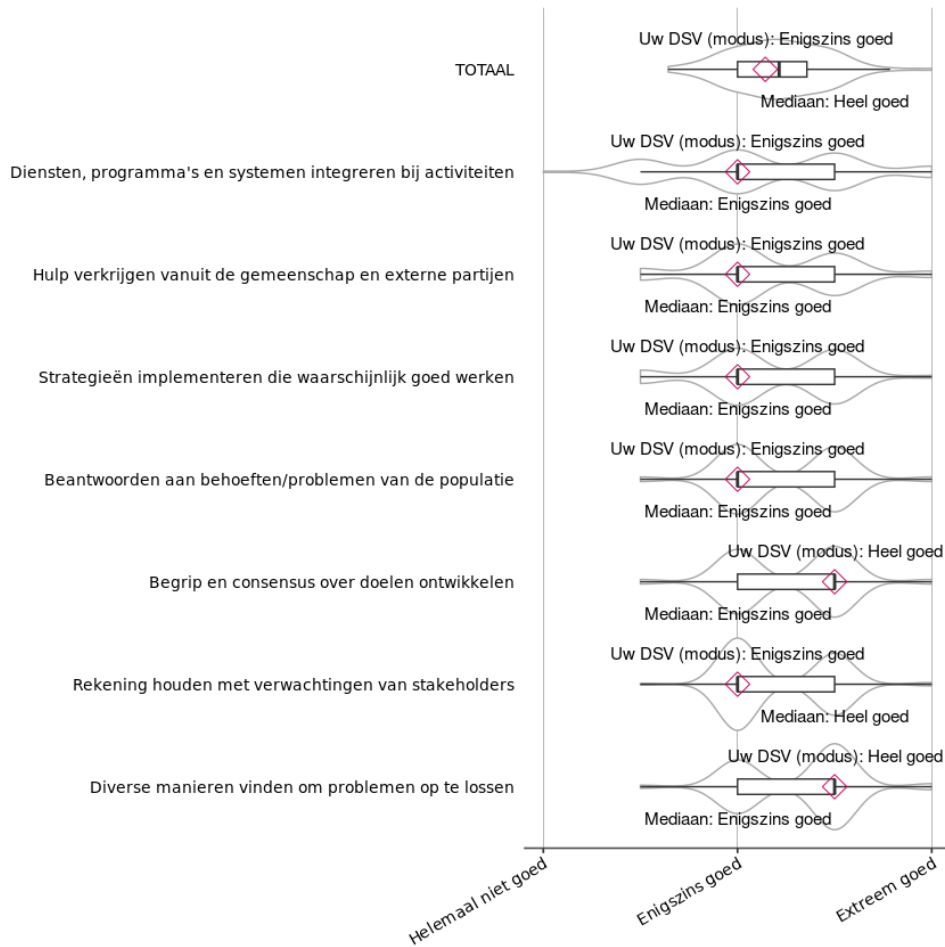 Uw DSV (modus): Enigszins goed
TOTAAL
Mediaan: Heel goed
Uw DSV (modus): Enigszins goed
Diensten, programma's en systemen integreren bij activiteiten
Mediaan: Enigszins goed
Uw DSV (modus): Enigszins goed
Hulp verkrijgen vanuit de gemeenschap en externe partijen
Mediaan: Enigszins goed
Uw DSV (modus): Enigszins goed
Strategieën implementeren die waarschijnlijk goed werken
Mediaan: Enigszins goed
Uw DSV (modus): Enigszins goed
Beantwoorden aan behoeften/problemen van de populatie
Mediaan: Enigszins goed
Uw DSV (modus): Heel goed
Begrip en consensus over doelen ontwikkelen
Mediaan: Enigszins goed
Uw DSV (modus): Enigszins goed
Rekening houden met verwachtingen van stakeholders
Mediaan: Heel goed
Uw DSV (modus): Heel goed
Diverse manieren vinden om problemen op te lossen
Mediaan: Enigszins goed
Helemaal niet goed
Enigszins goed
Extreem goed